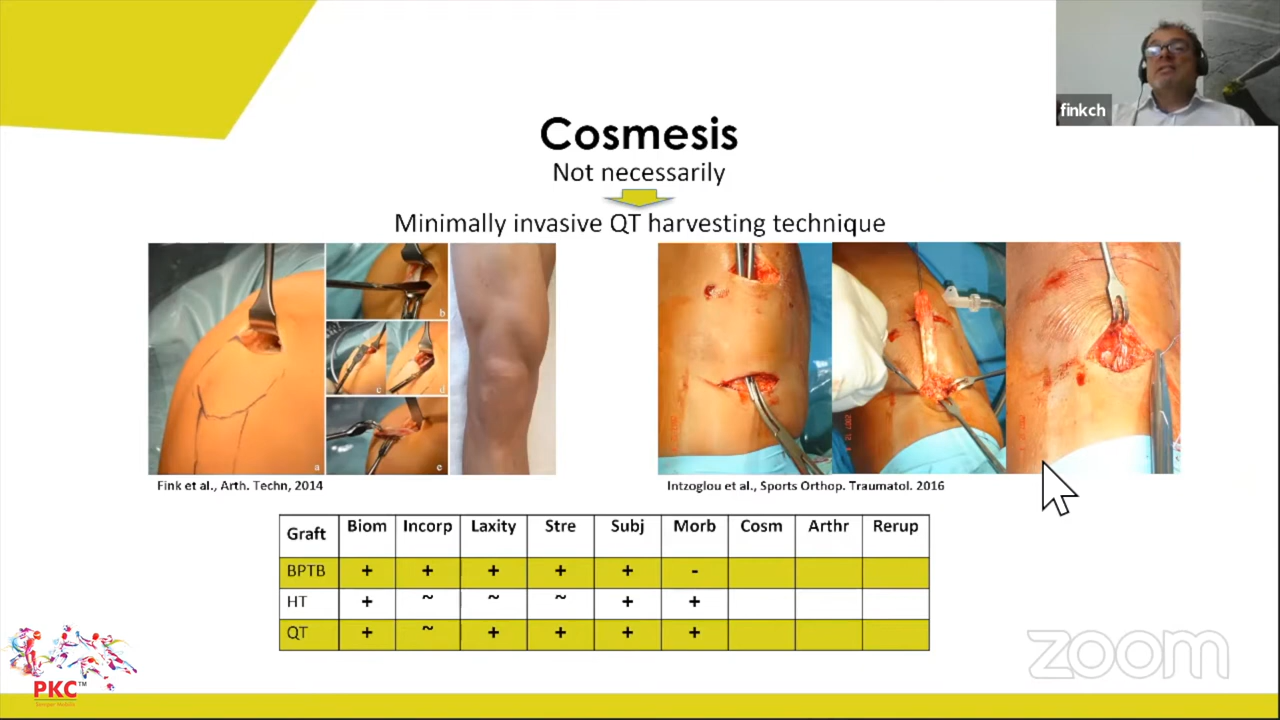 finkch
Cosmesis
Not necessarily
Minimally invasive QT harvesting technique
a
b
c
d
e
Fink et al., Arth. Techn, 2014
Intzoglou et al., Sports Orthop. Traumatol. 2016
Graft Biom Incorp Laxity Stre Subj Morb Cosm Arthr Rerup
BPTB + + + + + -
HT + ~ ~ ~ + +
QT + ~ + + + +
PKC™
zoom